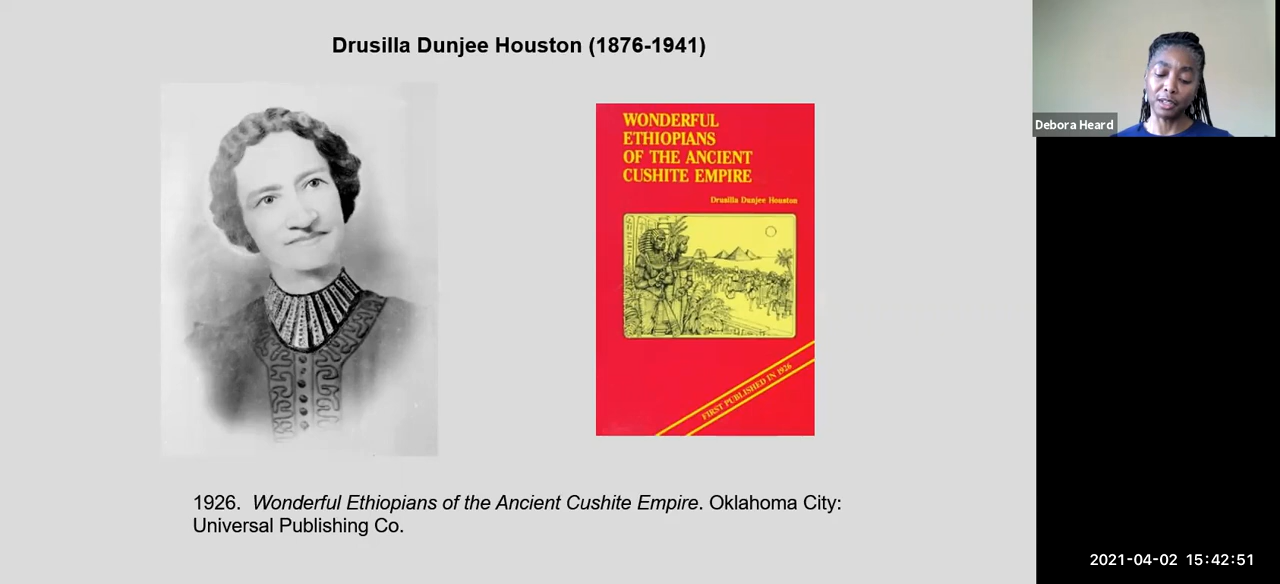 Drusilla Dunjee Houston (1876-1941)
WONDERFUL
ETHIOPIANS
OF THE ANCIENT
CUSHITE EMPIRE
Drusilla Dunjee Houston
FIRST PUBLISHED IN 1926
1926.  Wonderful Ethiopians of the Ancient Cushite Empire. Oklahoma City:
Universal Publishing Co.
Debora Heard
2021-04-02 15:42:51